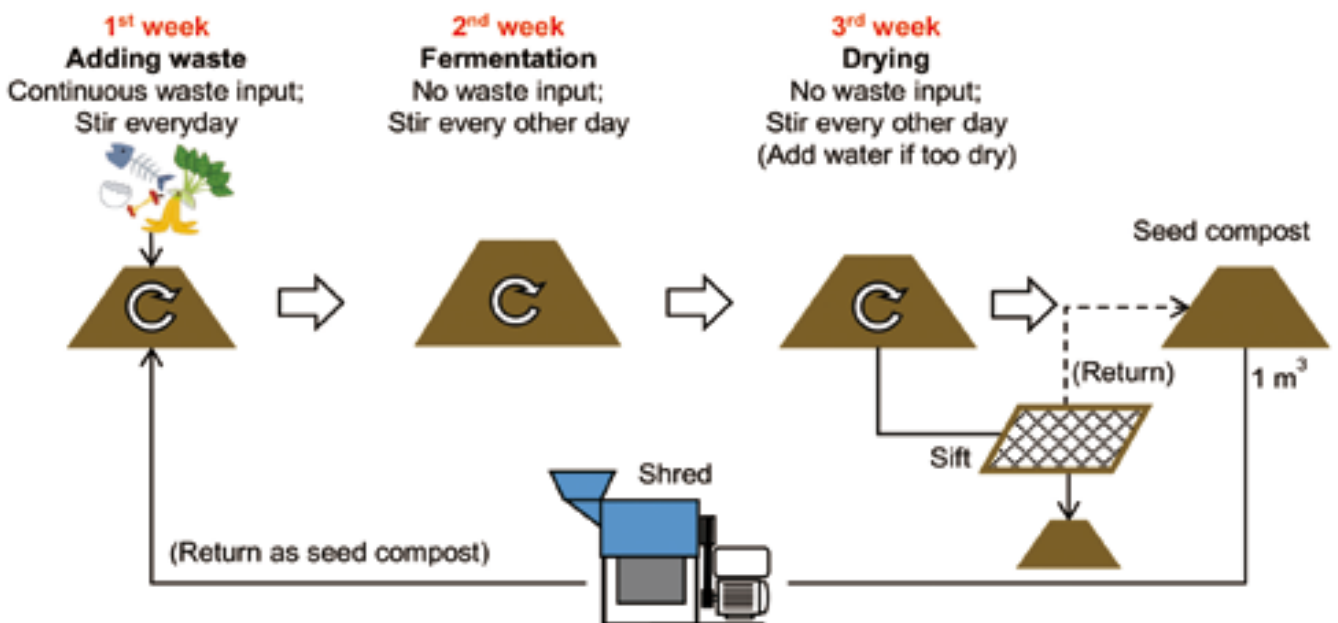 1st week
Adding waste
Continuous waste input;
Stir everyday
2nd week
Fermentation
No waste input;
Stir every other day
3rd week
Drying
No waste input;
Stir every other day
(Add water if too dry)
Seed compost
(Return)
1 m³
Sift
Shred
(Return as seed compost)